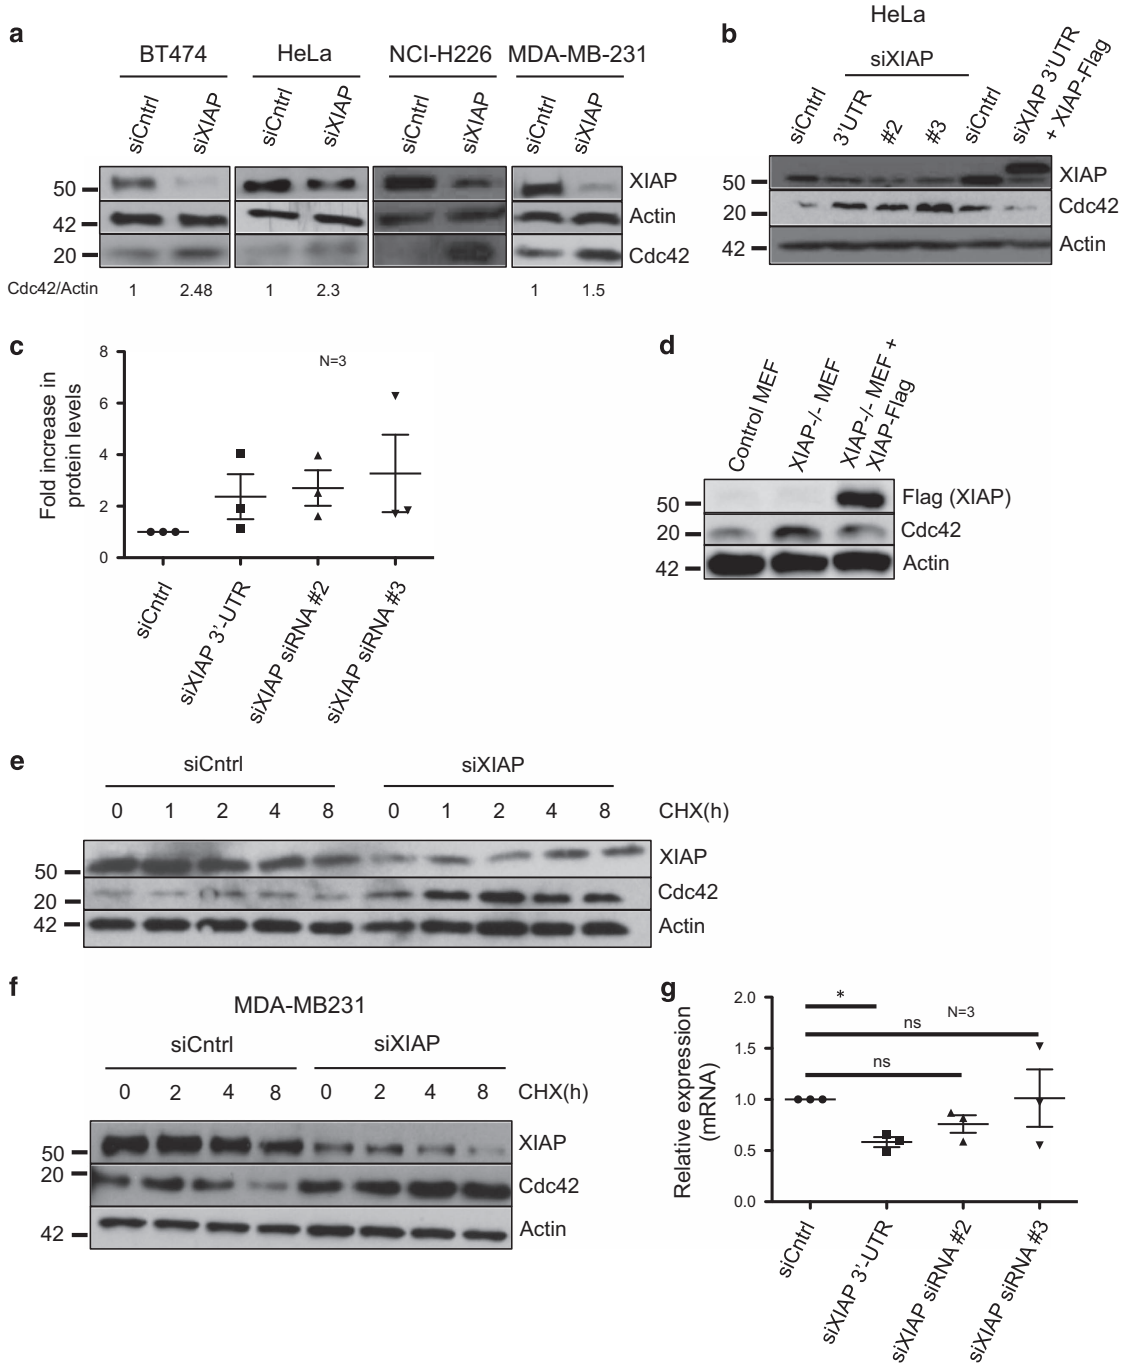 a
BT474
HeLa
NCI-H226
MDA-MB-231
siCntrl
siXIAP
siCntrl
siXIAP
siCntrl
siXIAP
siCntrl
siXIAP
50
42
20
XIAP
Actin
Cdc42
Cdc42/Actin
1
2.48
1
2.3
1
1.5
b
HeLa
siXIAP
siCntrl
3'UTR
#2
#3
siCntrl
siXIAP 3'UTR
+ XIAP-Flag
50
20
42
XIAP
Cdc42
Actin
c
Fold increase in
protein levels
8
6
4
2
0
N=3
siCntrl
siXIAP 3'-UTR
siXIAP siRNA #2
siXIAP siRNA #3
d
Control MEF
XIAP-/- MEF
XIAP-/- MEF +
XIAP-Flag
50
20
42
Flag (XIAP)
Cdc42
Actin
e
siCntrl
siXIAP
0 1 2 4 8 0 1 2 4 8 CHX(h)
50
20
42
XIAP
Cdc42
Actin
f
MDA-MB231
siCntrl
siXIAP
0 2 4 8 0 2 4 8 CHX(h)
50
20
42
XIAP
Cdc42
Actin
g
Relative expression
(mRNA)
2.0
1.5
1.0
0.5
0.0
*
N=3
ns
ns
siCntrl
siXIAP 3'-UTR
siXIAP siRNA #2
siXIAP siRNA #3